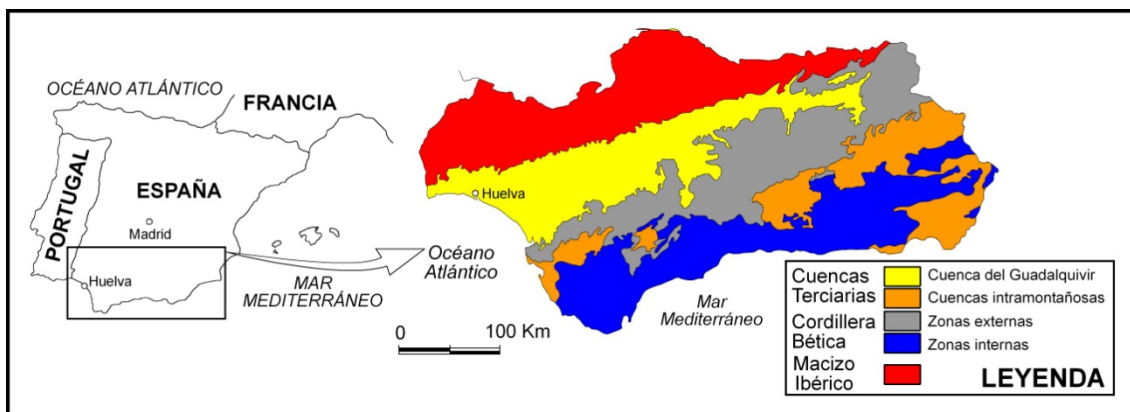 OCÉANO ATLÁNTICO
FRANCIA
PORTUGAL
ESPAÑA
Madrid
Huelva
MAR
MEDITERRÁNEO
Océano
Atlántico
0 100 Km
Huelva
Mar
Mediterráneo
Cuencas
Terciarias
Cuenca del Guadalquivir
Cuencas intramontañosas
Cordillera
Bética
Zonas externas
Zonas internas
Macizo
Ibérico
LEYENDA